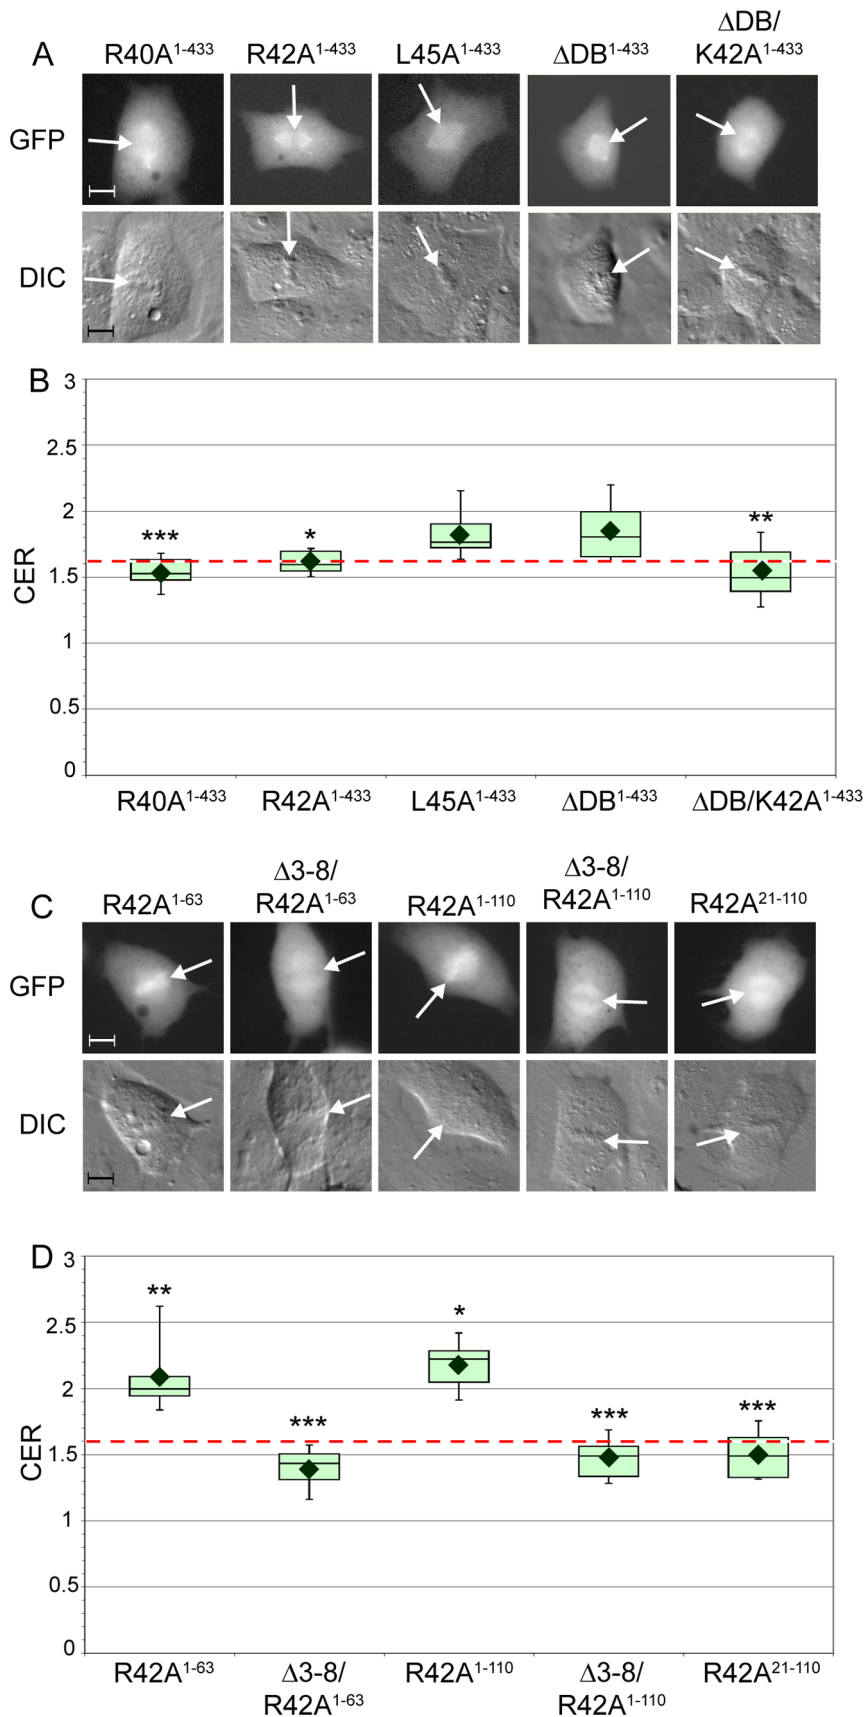 A
R40A¹⁻⁴³³ R42A¹⁻⁴³³ L45A¹⁻⁴³³ ΔDB¹⁻⁴³³ ΔDB/
K42A¹⁻⁴³³
GFP
DIC
B
3
2.5
2
1.5
1
0.5
0
CER
*** * **
R40A¹⁻⁴³³ R42A¹⁻⁴³³ L45A¹⁻⁴³³ ΔDB¹⁻⁴³³ ΔDB/K42A¹⁻⁴³³
C
R42A¹⁻⁶³ Δ3-8/
R42A¹⁻⁶³ R42A¹⁻¹¹⁰ Δ3-8/
R42A¹⁻¹¹⁰ R42A²¹⁻¹¹⁰
GFP
DIC
D
3
2.5
2
1.5
1
0.5
0
CER
** *** * *** ***
R42A¹⁻⁶³ Δ3-8/ R42A¹⁻¹¹⁰ Δ3-8/ R42A²¹⁻¹¹⁰
R42A¹⁻⁶³ R42A¹⁻¹¹⁰